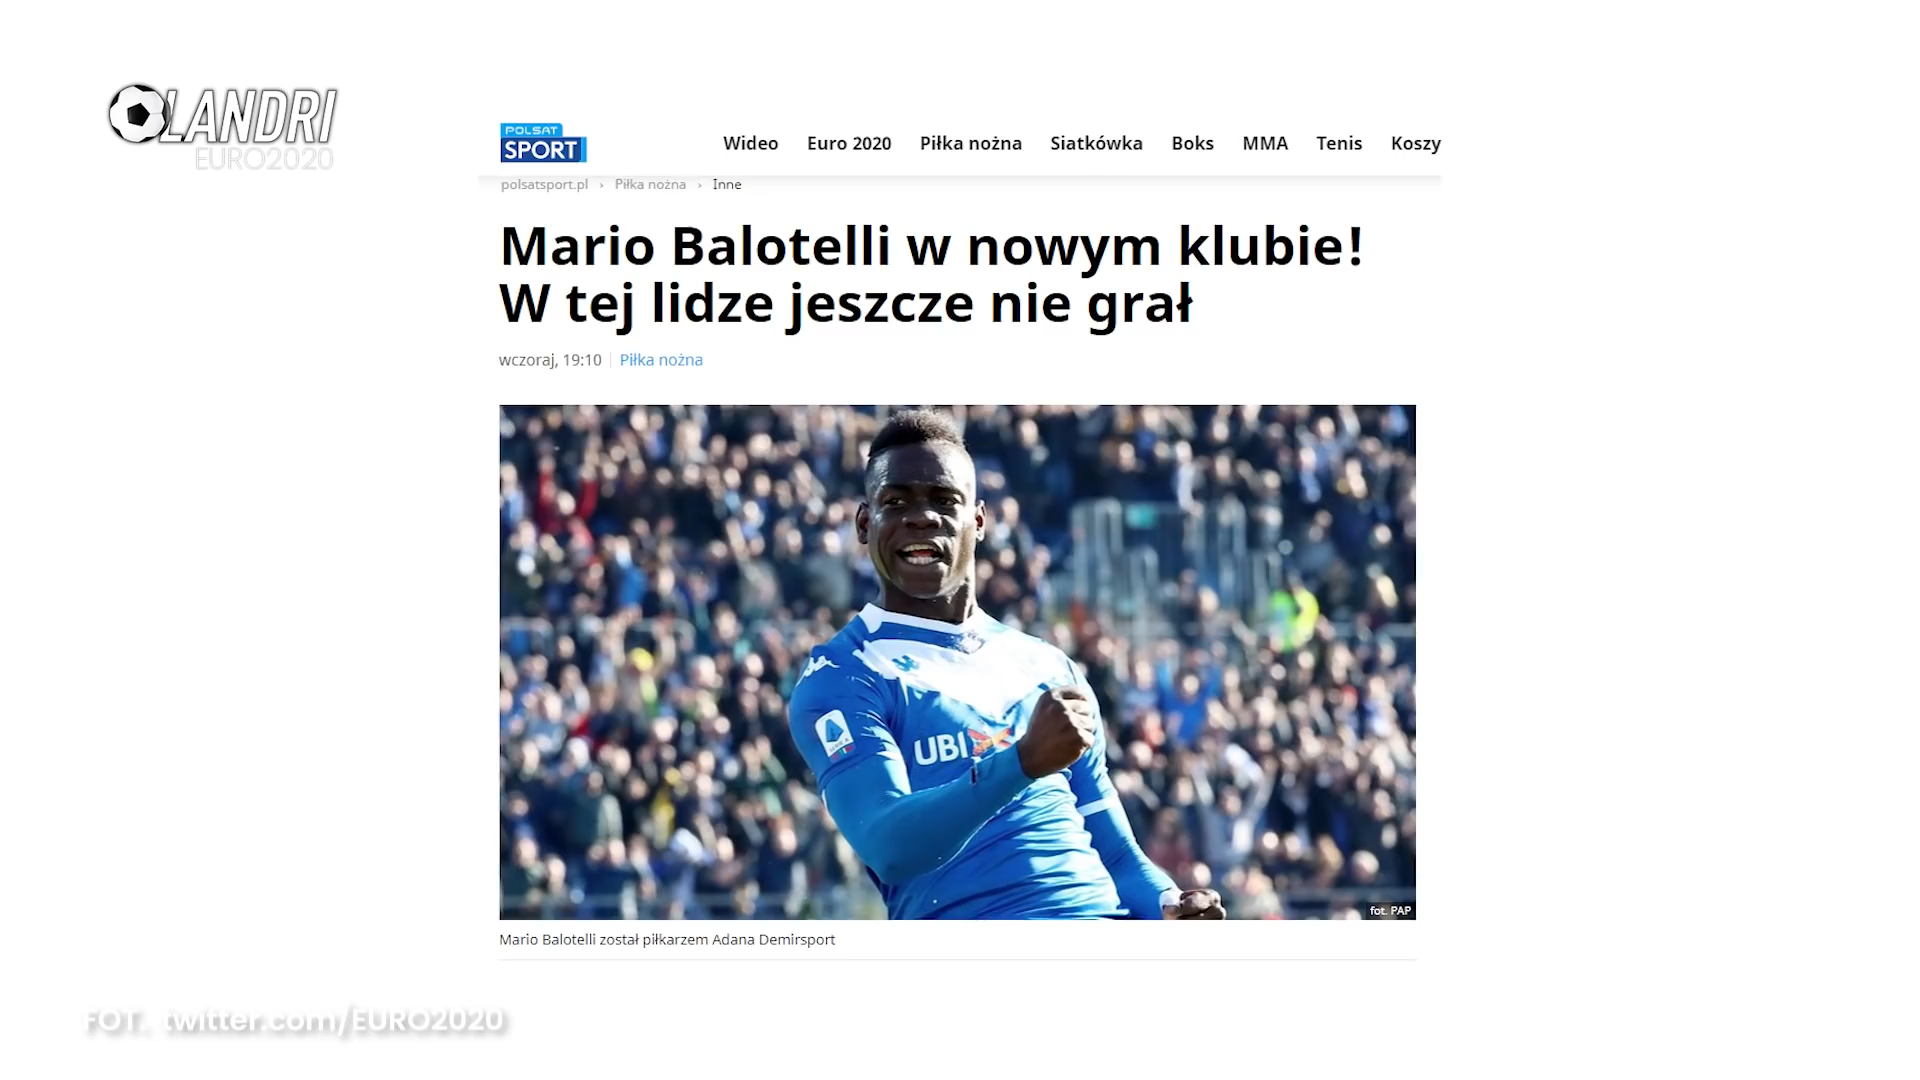 LANDRI
EURO2020
POLSAT
SPORT
Wideo Euro 2020 Piłka nożna Siatkówka Boks MMA Tenis Koszy
polsatsport.pl › Piłka nożna › Inne
Mario Balotelli w nowym klubie!
W tej lidze jeszcze nie grał
wczoraj, 19:10 Piłka nożna
SERIE A
UBI
fot. PAP
Mario Balotelli został piłkarzem Adana Demirsport
FOT. twitter.com/EURO2020